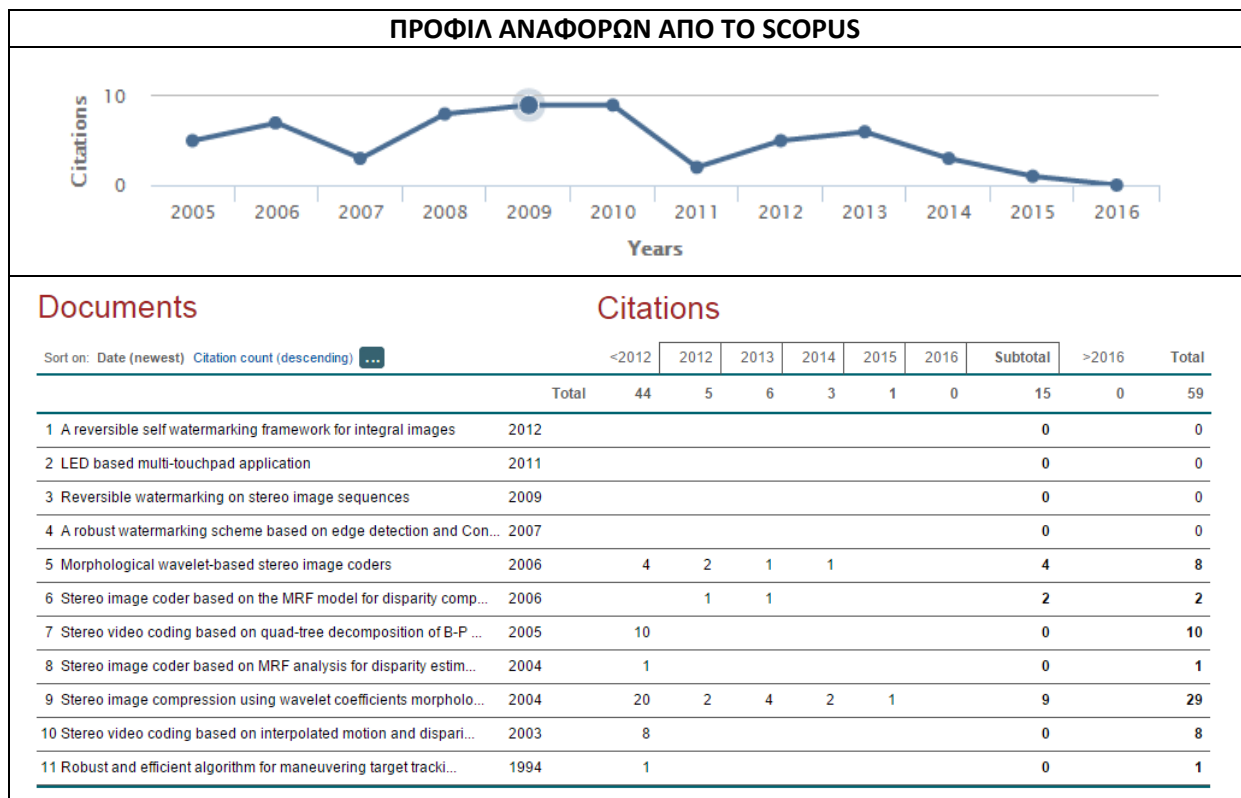 ΠΡΟΦΙΛ ΑΝΑΦΟΡΩΝ ΑΠΟ ΤΟ SCOPUS
Citations
10
0
2005 2006 2007 2008 2009 2010 2011 2012 2013 2014 2015 2016
Years
Documents Citations
Sort on: Date (newest) Citation count (descending) ... <2012 2012 2013 2014 2015 2016 Subtotal >2016 Total
Total 44 5 6 3 1 0 15 0 59
1 A reversible self watermarking framework for integral images 2012 0 0
2 LED based multi-touchpad application 2011 0 0
3 Reversible watermarking on stereo image sequences 2009 0 0
4 A robust watermarking scheme based on edge detection and Con... 2007 0 0
5 Morphological wavelet-based stereo image coders 2006 4 2 1 1 4 8
6 Stereo image coder based on the MRF model for disparity comp... 2006 1 1 2 2
7 Stereo video coding based on quad-tree decomposition of B-P ... 2005 10 0 10
8 Stereo image coder based on MRF analysis for disparity estim... 2004 1 0 1
9 Stereo image compression using wavelet coefficients morpholo... 2004 20 2 4 2 1 9 29
10 Stereo video coding based on interpolated motion and dispari... 2003 8 0 8
11 Robust and efficient algorithm for maneuvering target tracki... 1994 1 0 1